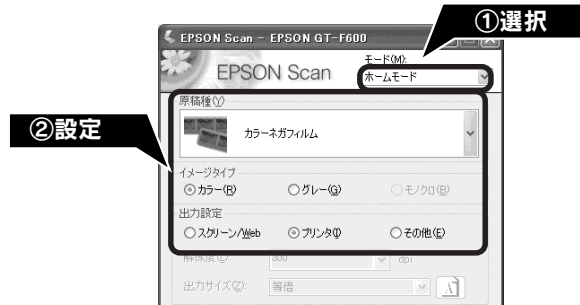 ①選択
EPSON Scan - EPSON GT-F600
EPSON Scan
モード(M):
ホームモード
②設定
原稿種(Y)
カラーネガフィルム
イメージタイプ
カラー(R) グレー(G) モノクロ(B)
出力設定
スクリーン/Web プリンタ(I) その他(E)
解像度(D): 300 dpi
出力サイズ(Z): 等倍 A